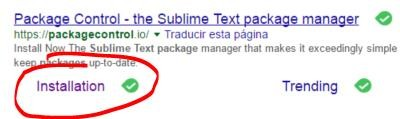 Package Control - the Sublime Text package manager
https://packagecontrol.io/ ▾ Traducir esta página
Install Now The Sublime Text package manager that makes it exceedingly simple
keep packages up-to-date.
Installation Trending